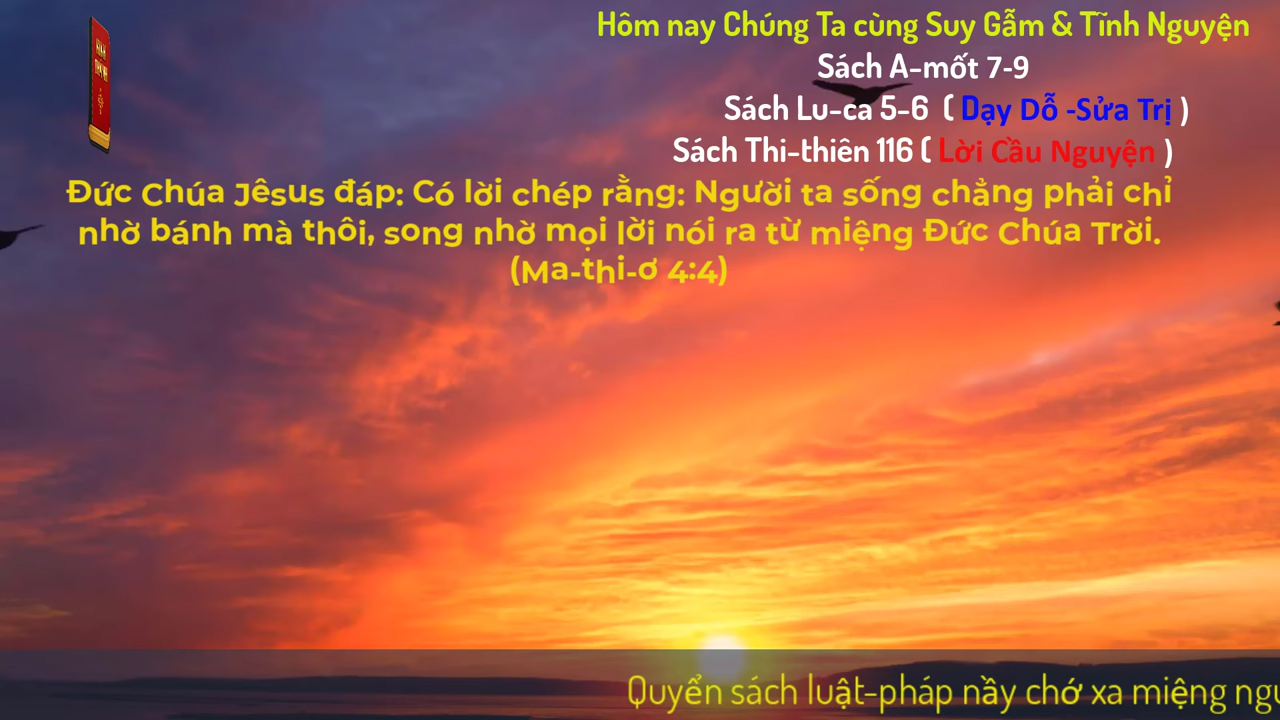 Hôm nay Chúng Ta cùng Suy Gẫm & Tĩnh Nguyện
Sách A-mốt 7-9
Sách Lu-ca 5-6 ( Dạy Dỗ -Sửa Trị )
Sách Thi-thiên 116 ( Lời Cầu Nguyện )
Đức Chúa Jêsus đáp: Có lời chép rằng: Người ta sống chẳng phải chỉ
nhờ bánh mà thôi, song nhờ mọi lời nói ra từ miệng Đức Chúa Trời.
(Ma-thi-ơ 4:4)
Quyển sách luật-pháp nầy chớ xa miệng